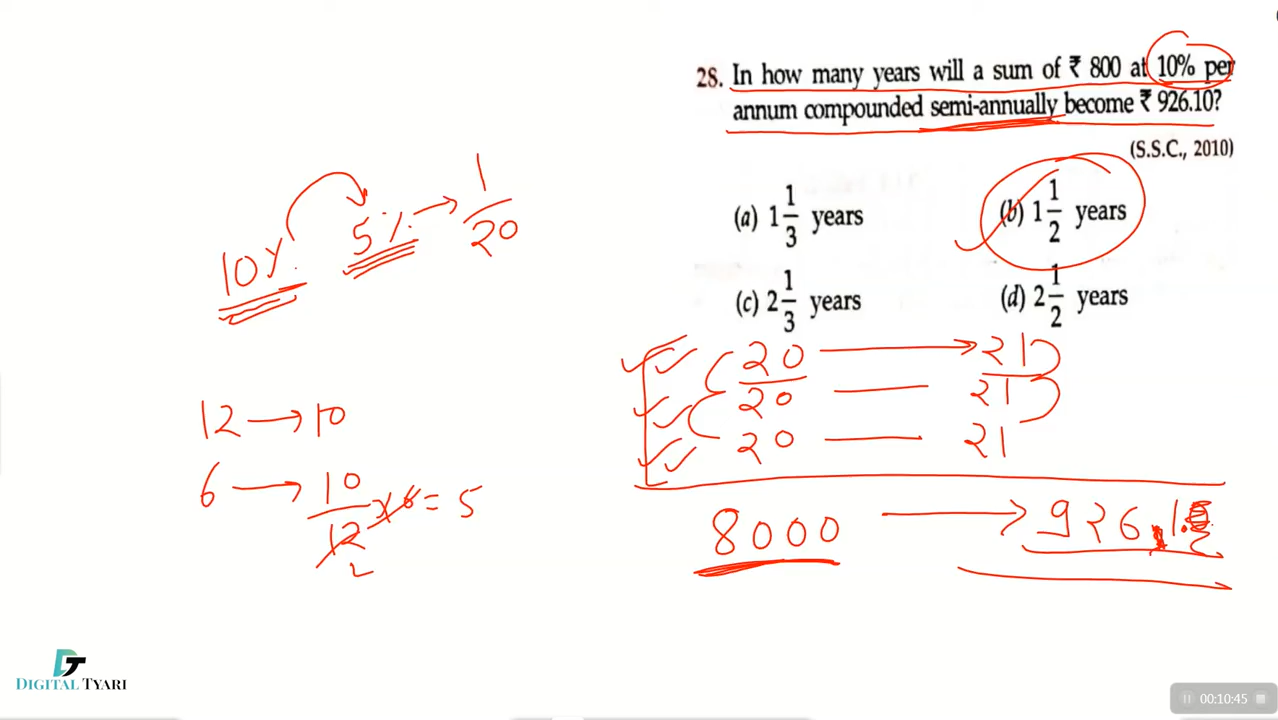 28. In how many years will a sum of ₹ 800 at 10% per
annum compounded semi-annually become ₹ 926.10?
(S.S.C., 2010)
(a) 1 1/3 years
(b) 1 1/2 years
(c) 2 1/3 years
(d) 2 1/2 years
10%
5% → 1/20
12 → 10
6 → 10/12 × 6 = 5
2
20 → 21
20 — 21
20 — 21
8000 → 926.1
DIGITAL TYARI
00:10:45